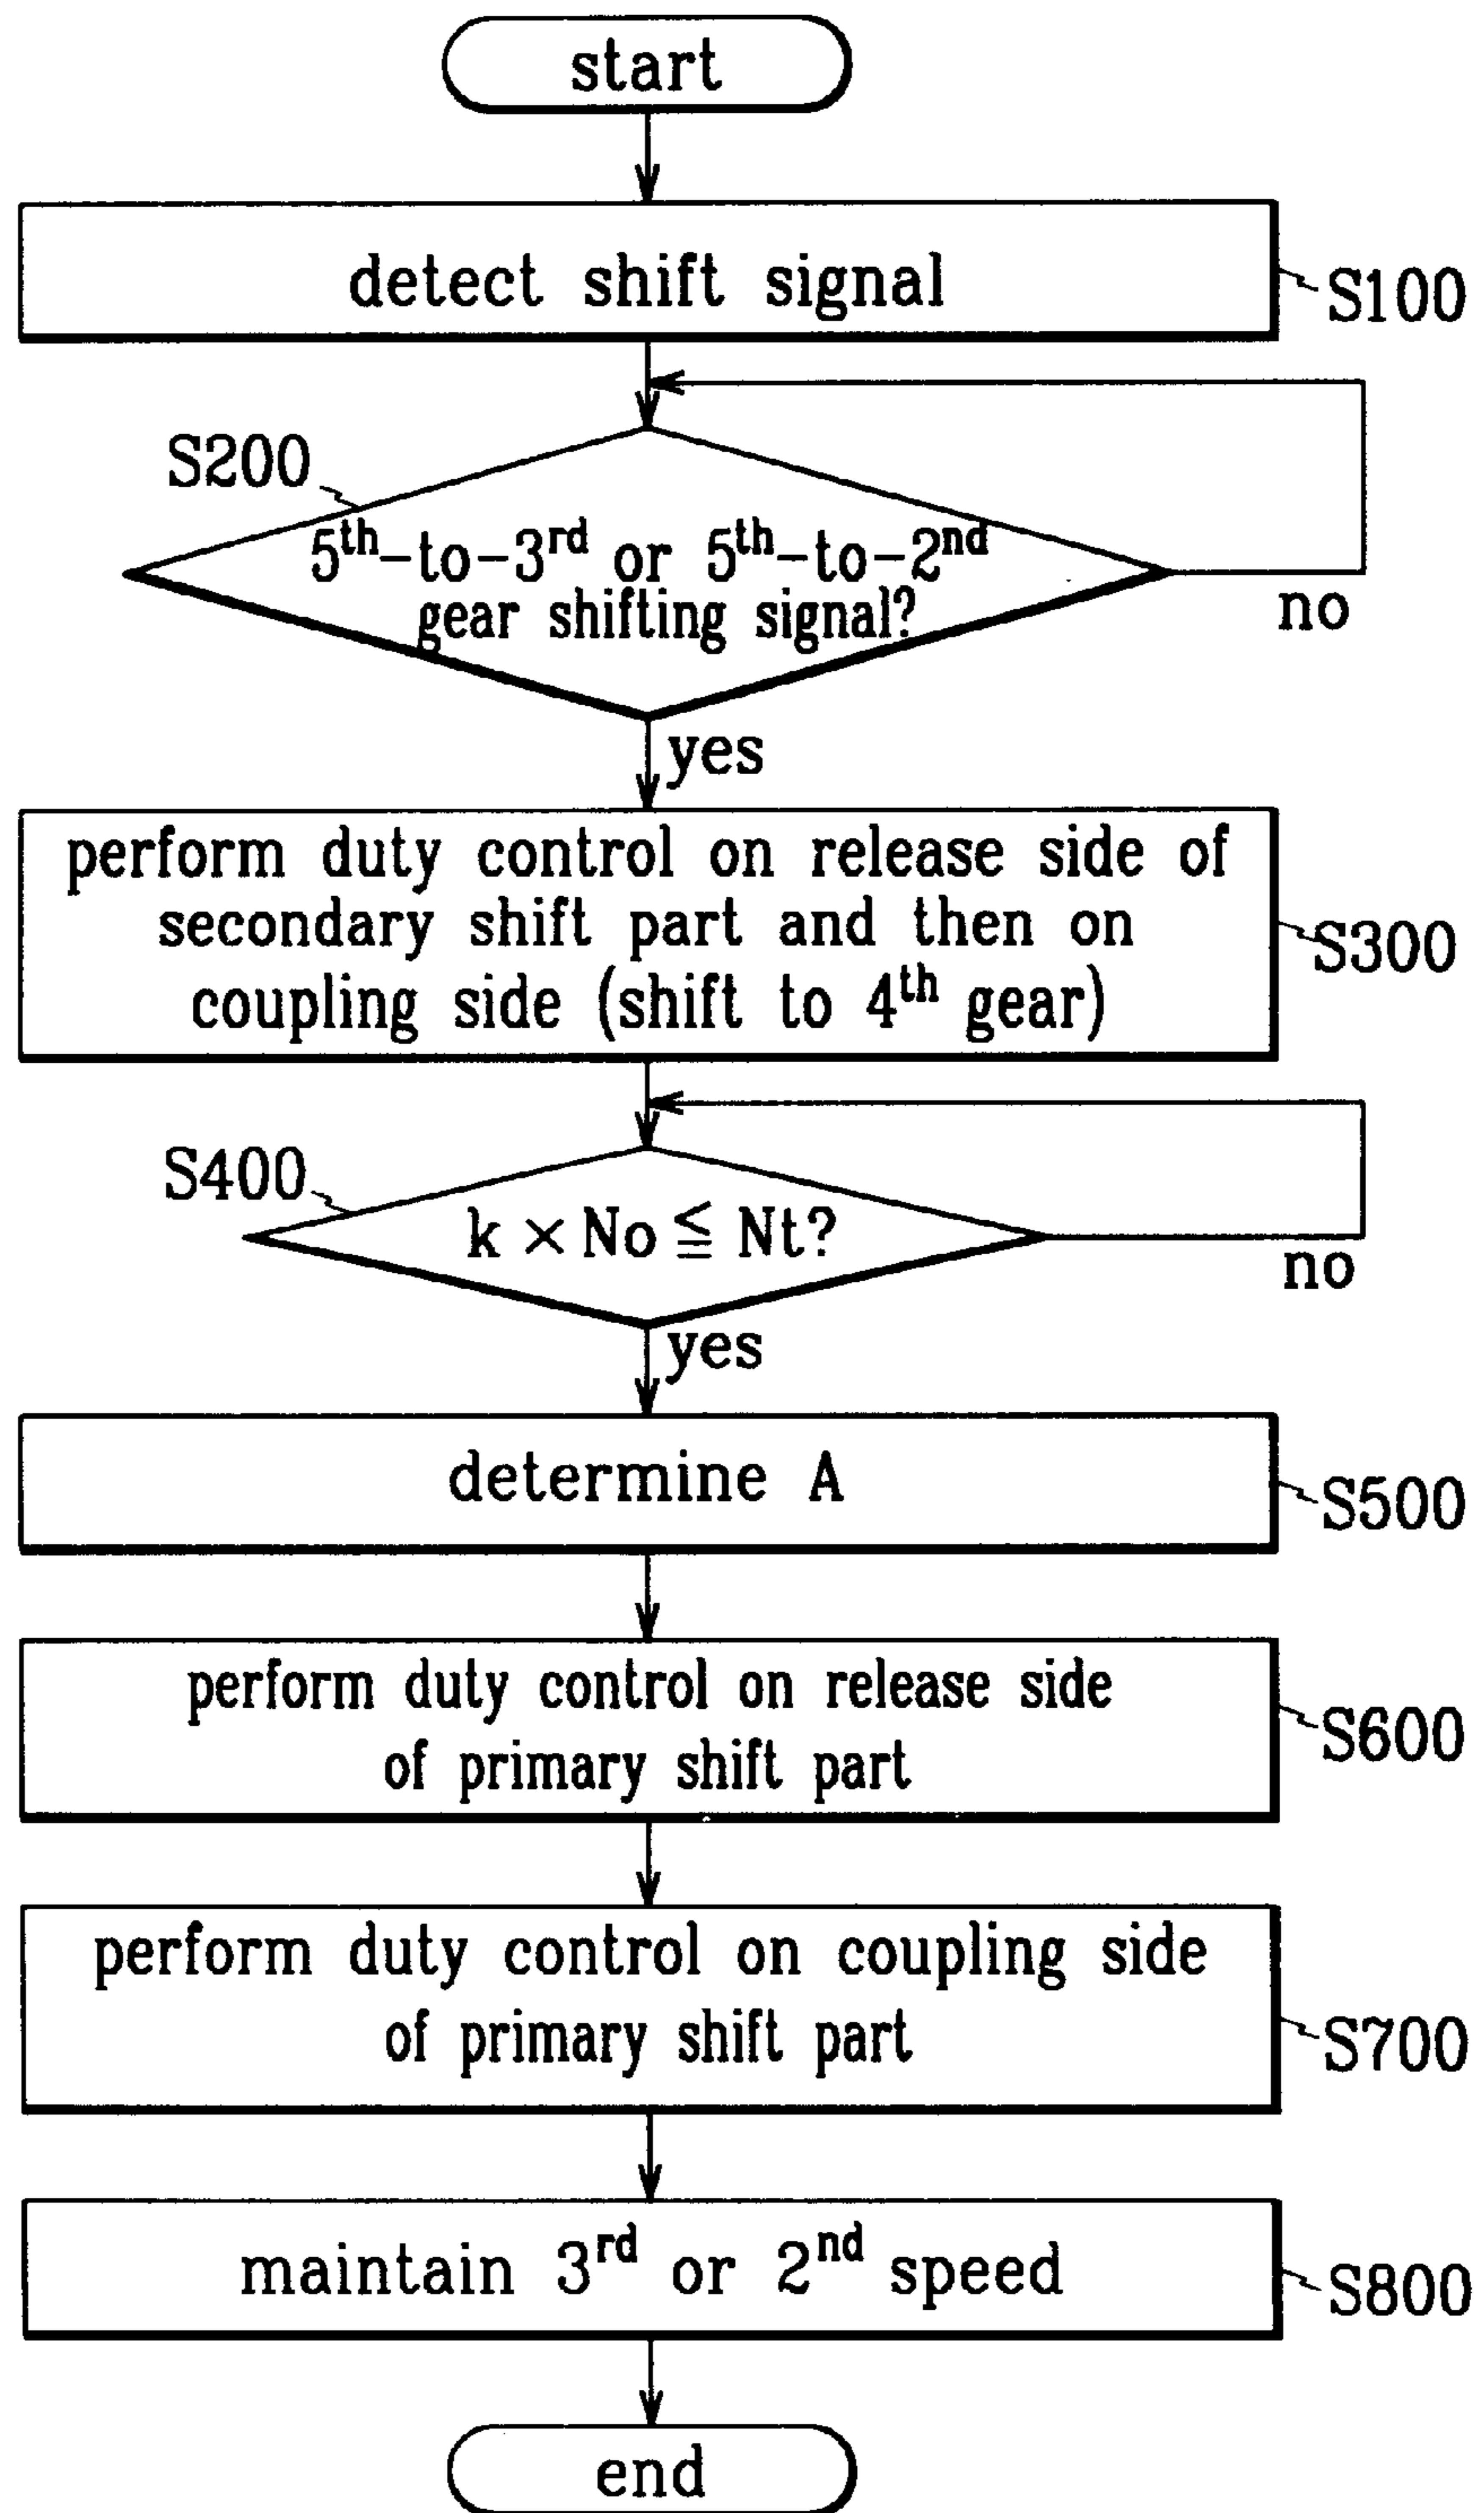 start
detect shift signal
S100
S200
5th-to-3rd or 5th-to-2nd
gear shifting signal?
no
yes
perform duty control on release side of
secondary shift part and then on
coupling side (shift to 4th gear)
S300
S400
k × No ≦ Nt?
no
yes
determine A
S500
perform duty control on release side
of primary shift part
S600
perform duty control on coupling side
of primary shift part
S700
maintain 3rd or 2nd speed
S800
end